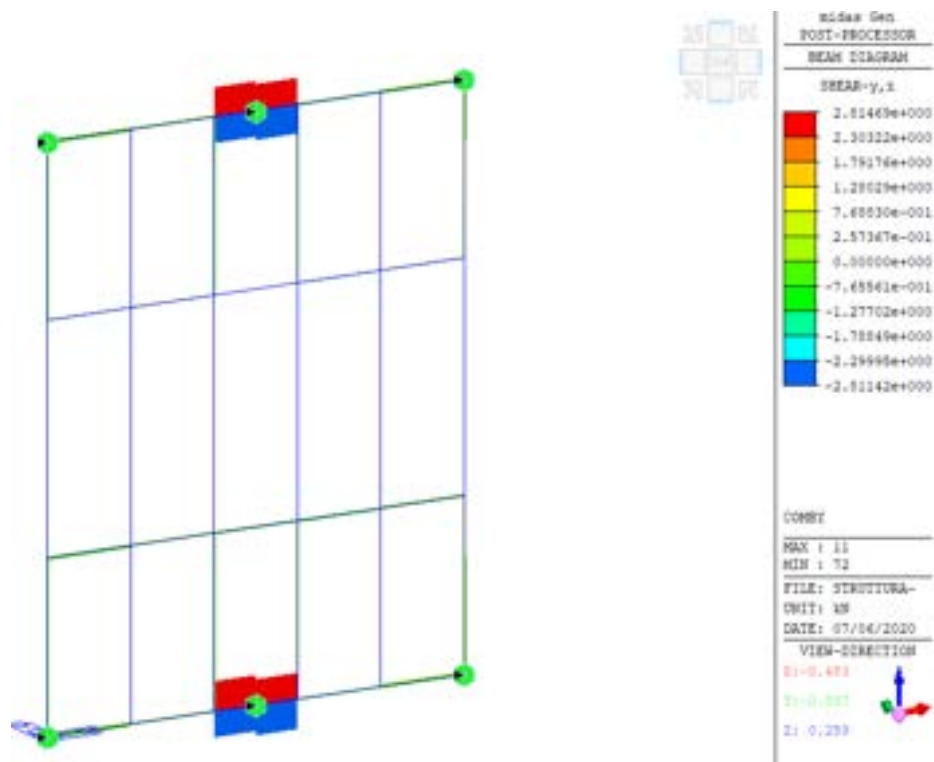 midas Gen
POST-PROCESSOR
BEAM DIAGRAM
SHEAR-y,z
2.81469e+000
2.30322e+000
1.79176e+000
1.28029e+000
7.68830e-001
2.57367e-001
0.00000e+000
-7.65561e-001
-1.27702e+000
-1.78849e+000
-2.29995e+000
-2.81142e+000
MAX : 11
MIN : 72
FILE: STRUTTURA-
UNIT: kN
DATE: 07/06/2020
VIEW-DIRECTION
Z: 0.259